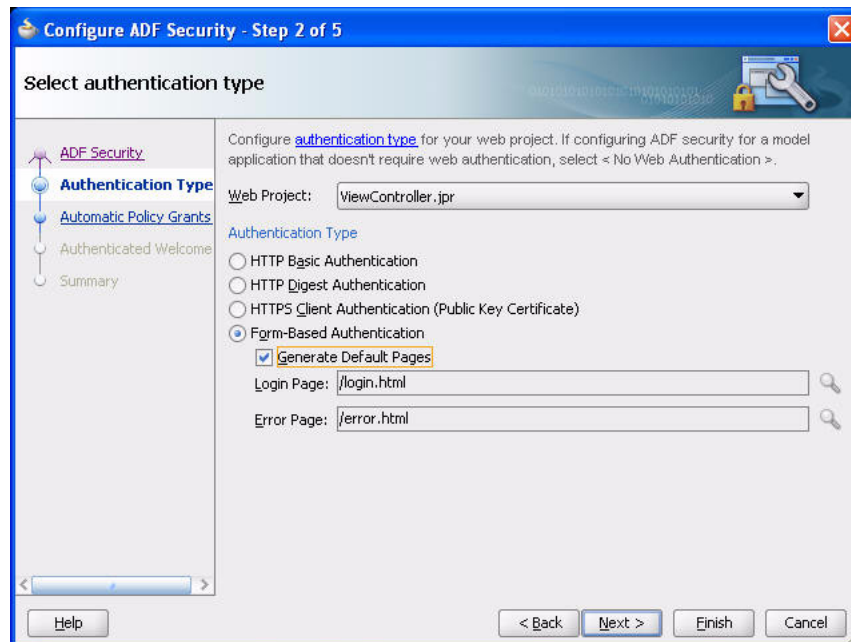 Configure ADF Security - Step 2 of 5
Select authentication type
ADF Security
Authentication Type
Automatic Policy Grants
Authenticated Welcome
Summary
Configure authentication type for your web project. If configuring ADF security for a model
application that doesn't require web authentication, select < No Web Authentication >.
Web Project: ViewController.jpr
Authentication Type
HTTP Basic Authentication
HTTP Digest Authentication
HTTPS Client Authentication (Public Key Certificate)
Form-Based Authentication
Generate Default Pages
Login Page: /login.html
Error Page: /error.html
Help
< Back
Next >
Finish
Cancel